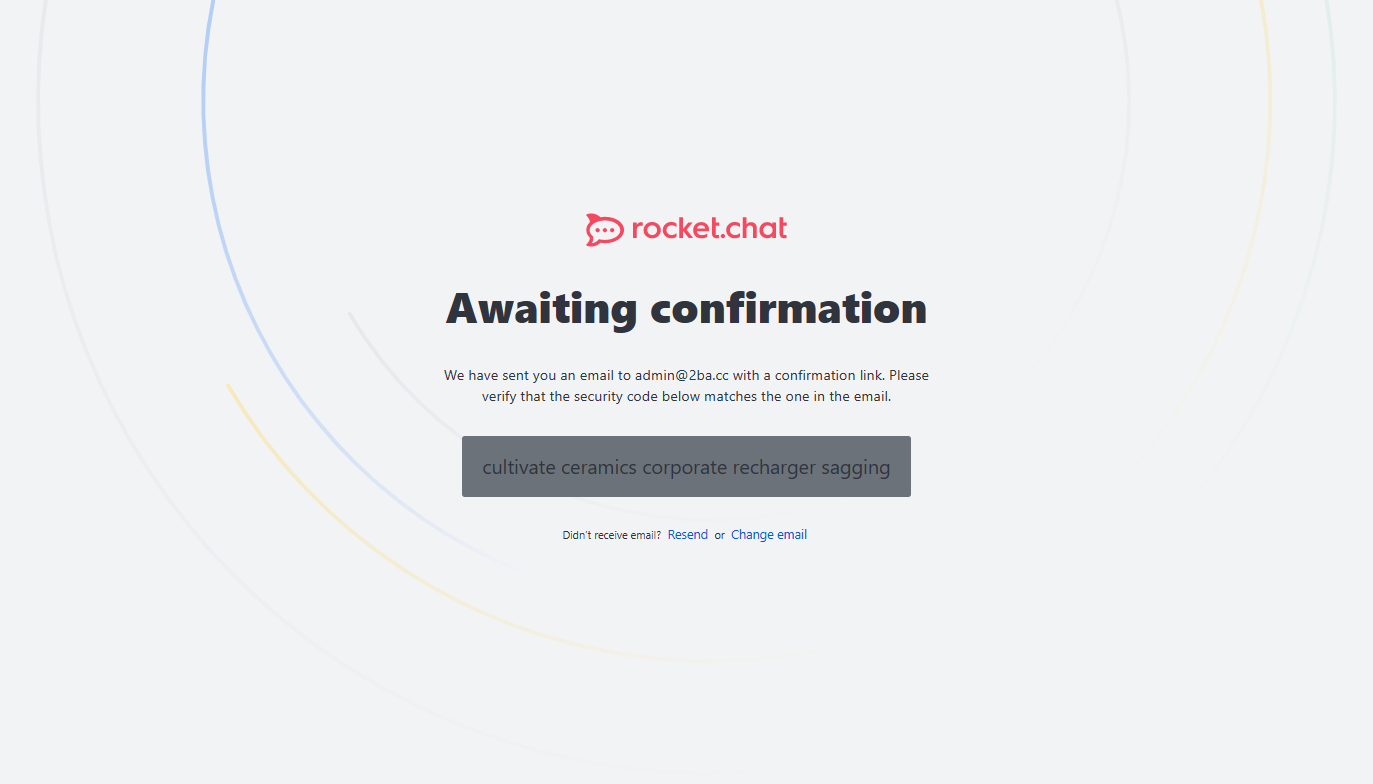 rocket.chat
Awaiting confirmation
We have sent you an email to admin@2ba.cc with a confirmation link. Please
verify that the security code below matches the one in the email.
cultivate ceramics corporate recharger sagging
Didn't receive email? Resend or Change email